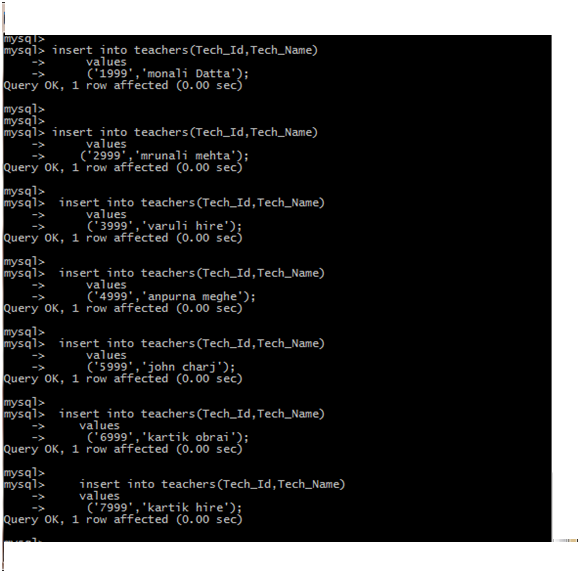 mysql>
mysql> insert into teachers(Tech_Id,Tech_Name)
-> values
-> ('1999','monali Datta');
Query OK, 1 row affected (0.00 sec)
mysql>
mysql>
mysql> insert into teachers(Tech_Id,Tech_Name)
-> values
-> ('2999','mrunali mehta');
Query OK, 1 row affected (0.00 sec)
mysql>
mysql> insert into teachers(Tech_Id,Tech_Name)
-> values
-> ('3999','varuli hire');
Query OK, 1 row affected (0.00 sec)
mysql>
mysql> insert into teachers(Tech_Id,Tech_Name)
-> values
-> ('4999','anpurna meghe');
Query OK, 1 row affected (0.00 sec)
mysql>
mysql> insert into teachers(Tech_Id,Tech_Name)
-> values
-> ('5999','john charj');
Query OK, 1 row affected (0.00 sec)
mysql>
mysql> insert into teachers(Tech_Id,Tech_Name)
-> values
-> ('6999','kartik obrai');
Query OK, 1 row affected (0.00 sec)
mysql>
mysql> insert into teachers(Tech_Id,Tech_Name)
-> values
-> ('7999','kartik hire');
Query OK, 1 row affected (0.00 sec)
mysql>